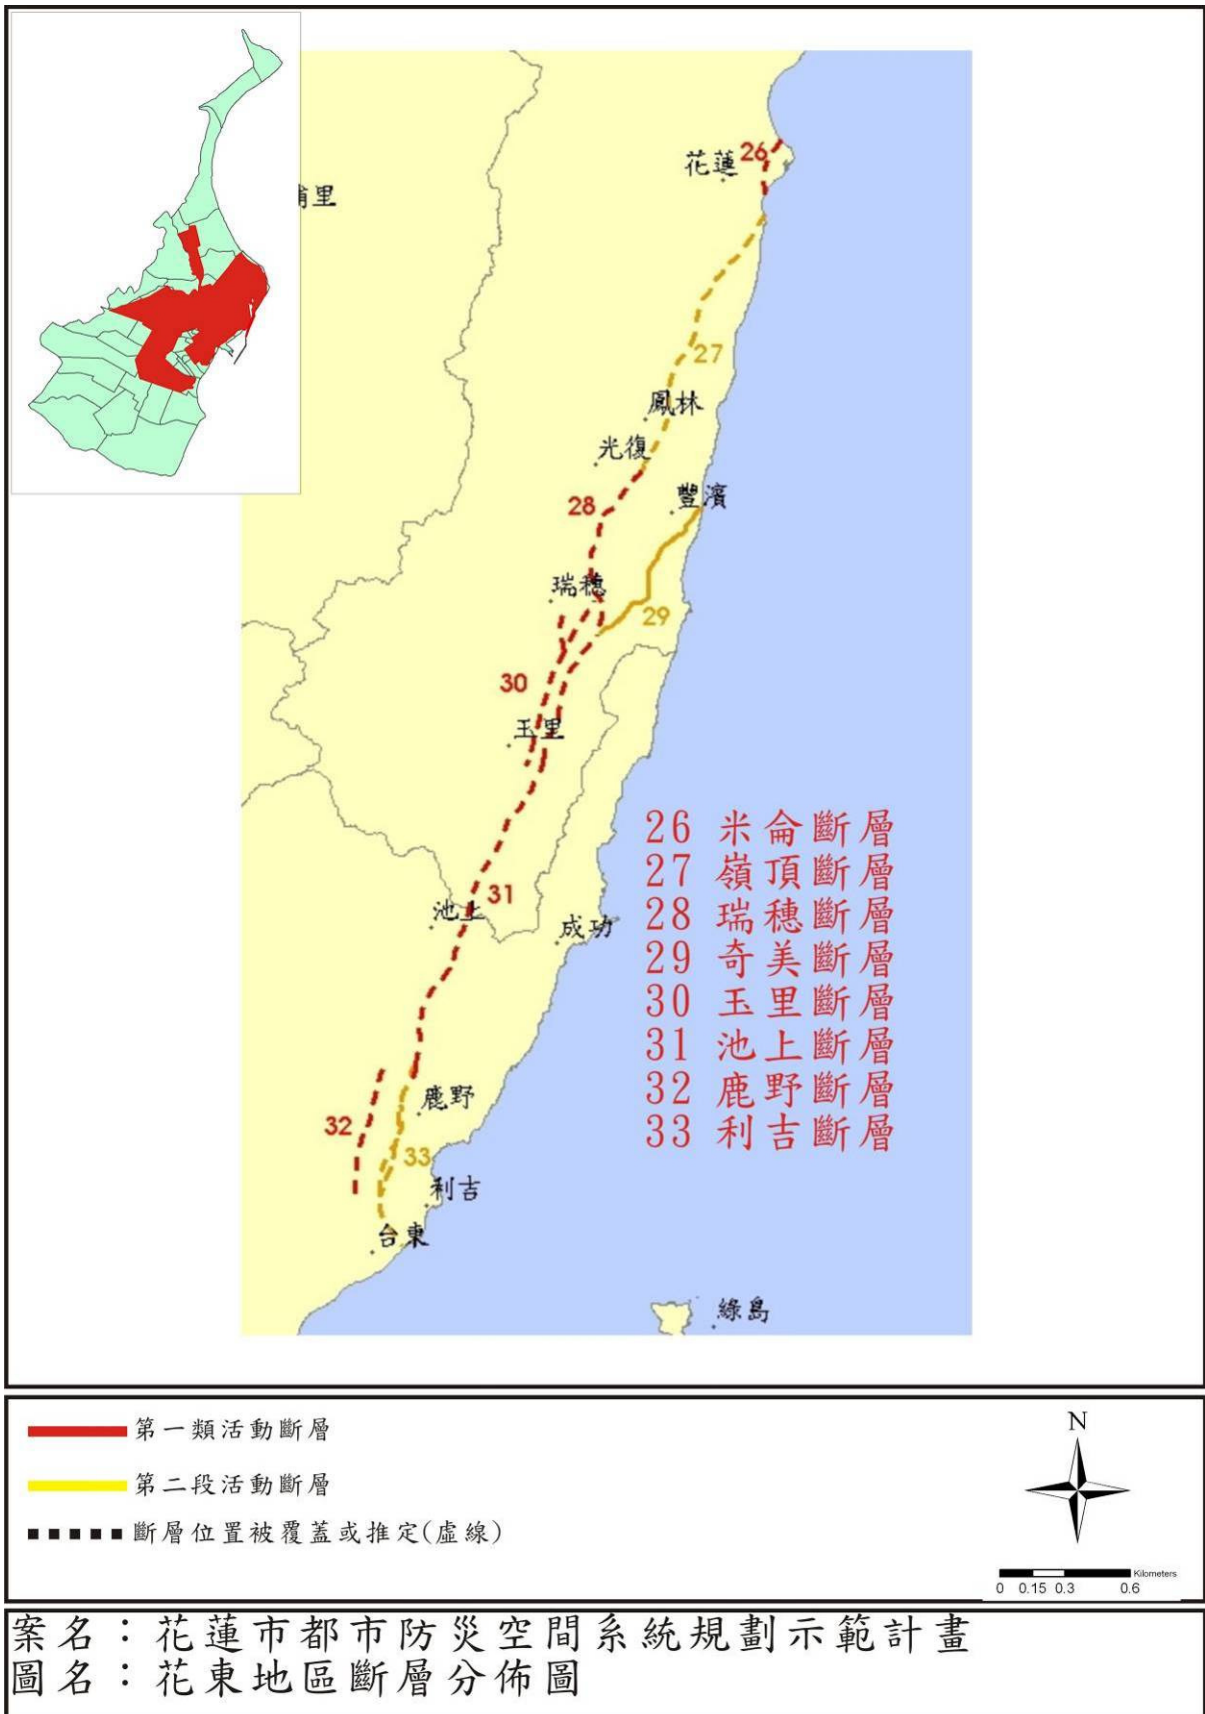 埔里
花蓮
26
27
鳳林
光復
28
豐濱
瑞穗
29
30
玉里
26 米侖斷層
27 嶺頂斷層
28 瑞穗斷層
29 奇美斷層
30 玉里斷層
31 池上斷層
32 鹿野斷層
33 利吉斷層
31
池上
成功
鹿野
32
33
利吉
台東
綠島
第一類活動斷層
第二段活動斷層
斷層位置被覆蓋或推定(虛線)
N
Kilometers
0 0.15 0.3 0.6
案名：花蓮市都市防災空間系統規劃示範計畫
圖名：花東地區斷層分佈圖